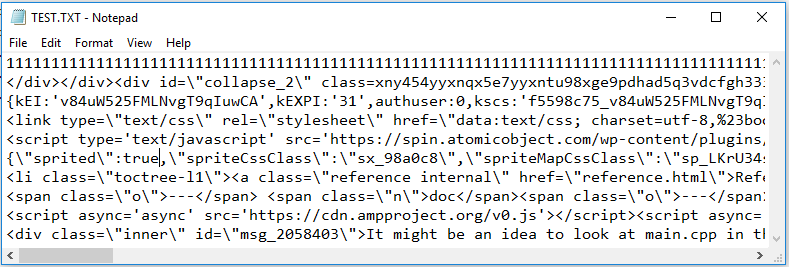 TEST.TXT - Notepad
File Edit Format View Help
11111111111111111111111111111111111111111111111111111111111111111111111111111111111111111111111
</div></div><div id=\"collapse_2\" class=xny454yyxnqx5e7yyxntu98xge9pdhad5q3vdcfgh333
{kEI:'v84uW525FMLNvgT9qIuwCA',kEXPI:'31',authuser:0,kscs:'f5598c75_v84uW525FMLNvgT9qI
<link type=\"text/css\" rel=\"stylesheet\" href=\"data:text/css; charset=utf-8,%23boo
<script type='text/javascript' src='https://spin.atomicobject.com/wp-content/plugins/
{\"sprited\":true,\"spriteCssClass\":\"sx_98a0c8\",\"spriteMapCssClass\":\"sp_LKrU34s
<li class=\"toctree-l1\"><a class=\"reference internal\" href=\"reference.html\">Refe
<span class=\"o\">---</span> <span class=\"n\">doc</span><span class=\"o\">---</span>
<script async='async' src='https://cdn.ampproject.org/v0.js'></script><script async=
<div class=\"inner\" id=\"msg_2058403\">It might be an idea to look at main.cpp in th